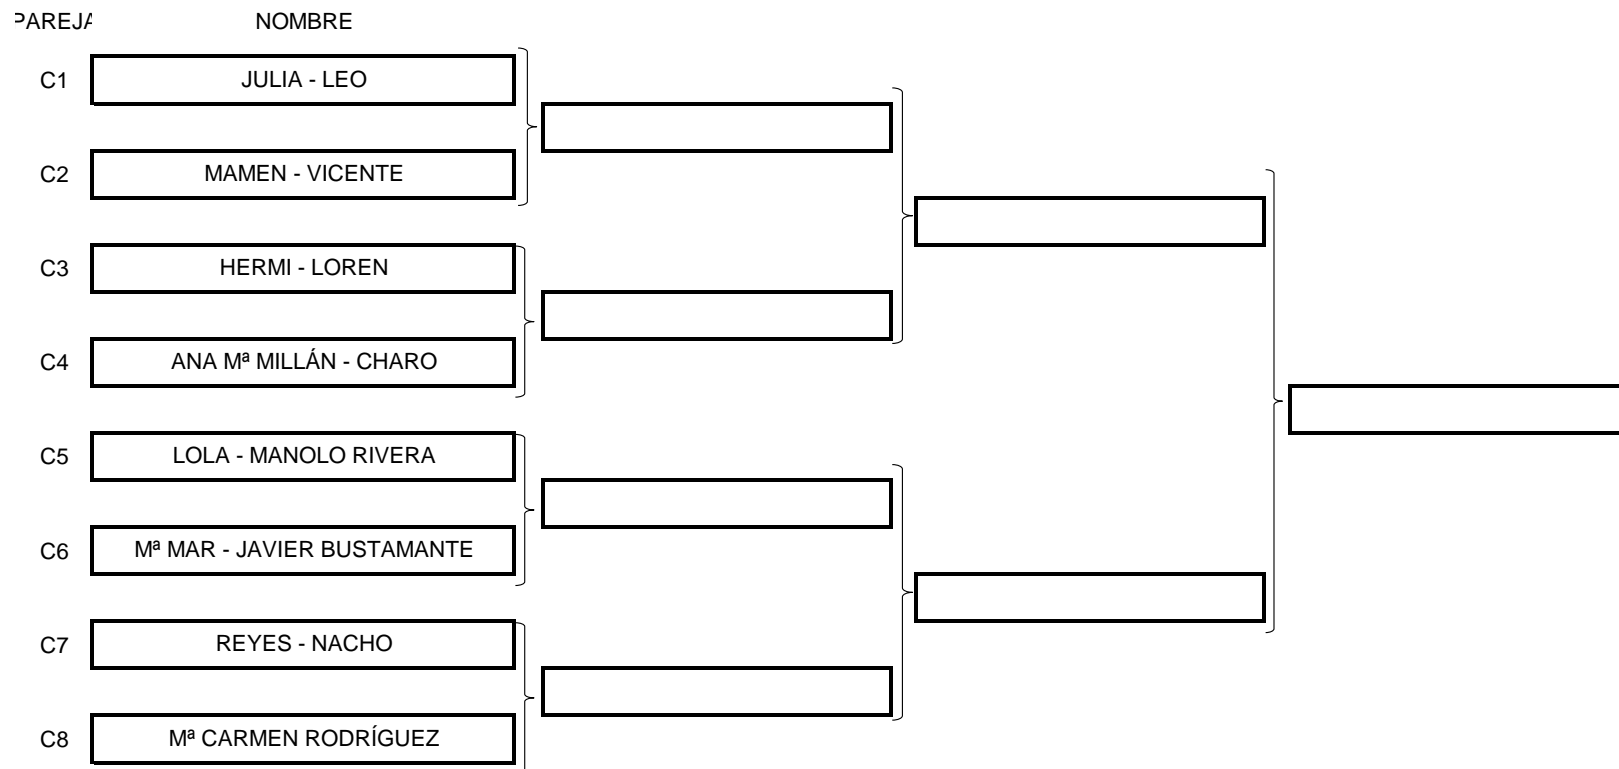 PAREJA NOMBRE
C1 JULIA - LEO
C2 MAMEN - VICENTE
C3 HERMI - LOREN
C4 ANA Mª MILLÁN - CHARO
C5 LOLA - MANOLO RIVERA
C6 Mª MAR - JAVIER BUSTAMANTE
C7 REYES - NACHO
C8 Mª CARMEN RODRÍGUEZ